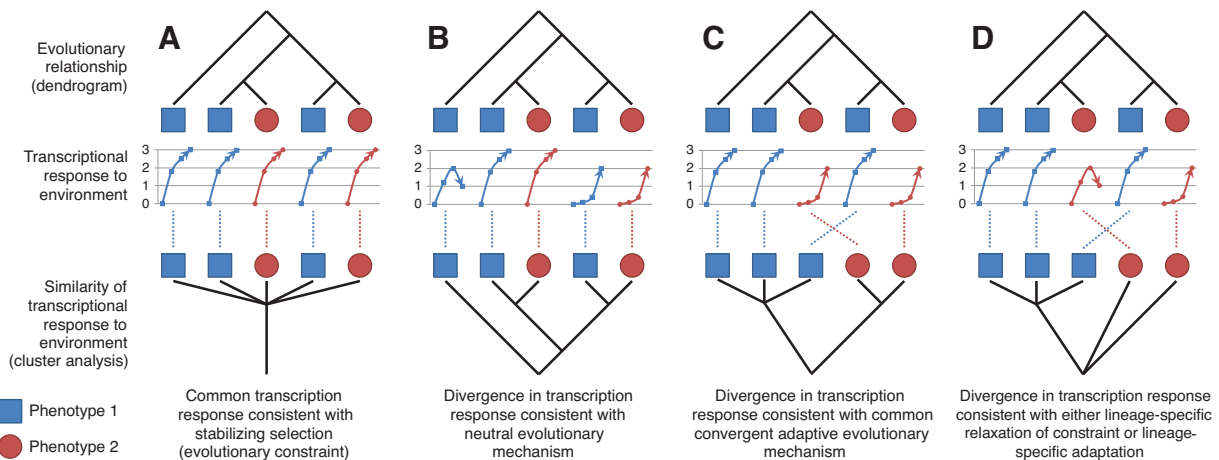 A
B
C
D
Evolutionary
relationship
(dendrogram)
Transcriptional
response to
environment
3
2
1
0
3
2
1
0
3
2
1
0
3
2
1
0
Similarity of
transcriptional
response to
environment
(cluster analysis)
Phenotype 1
Phenotype 2
Common transcription
response consistent with
stabilizing selection
(evolutionary constraint)
Divergence in transcription
response consistent with
neutral evolutionary
mechanism
Divergence in transcription
response consistent with common
convergent adaptive evolutionary
mechanism
Divergence in transcription response
consistent with either lineage-specific
relaxation of constraint or lineage-
specific adaptation